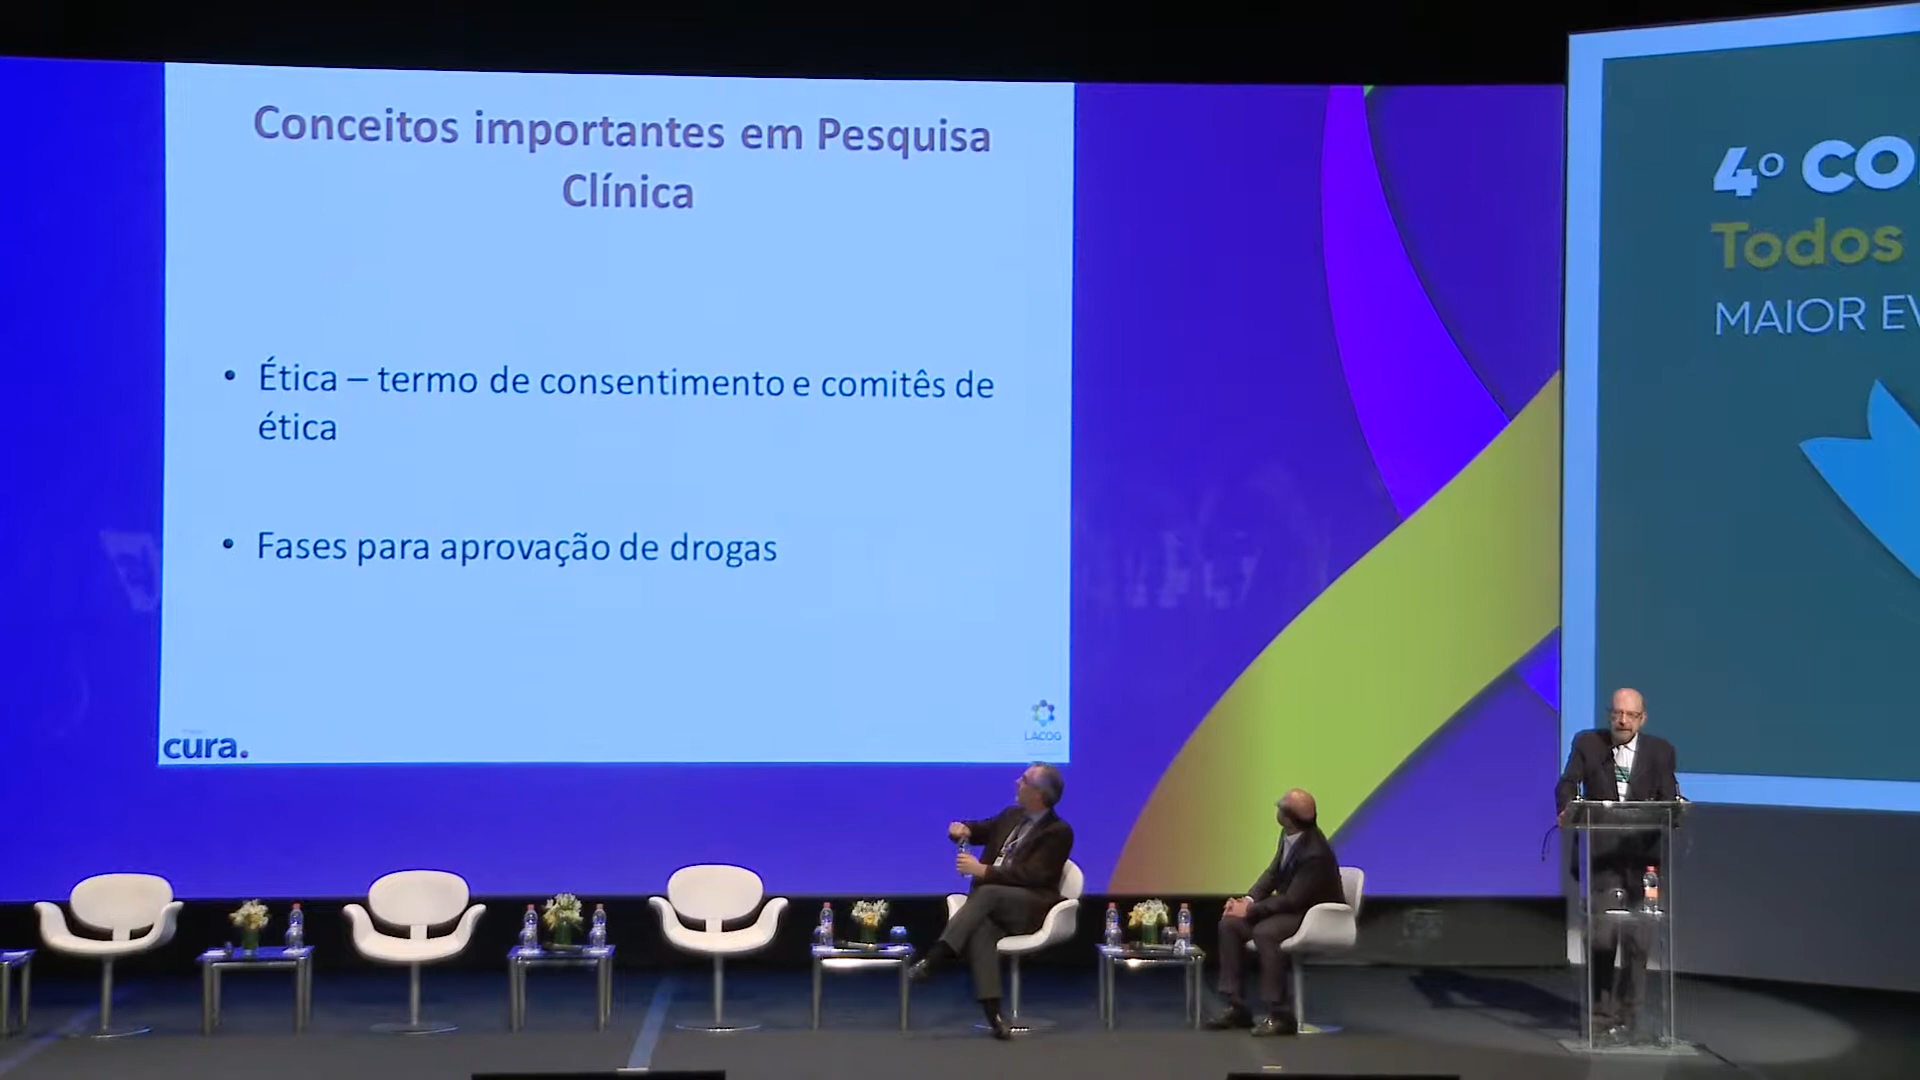 Conceitos importantes em Pesquisa
Clínica
• Ética – termo de consentimento e comitês de
ética
• Fases para aprovação de drogas
cura.
LACOG
4º CO
Todos
MAIOR EV